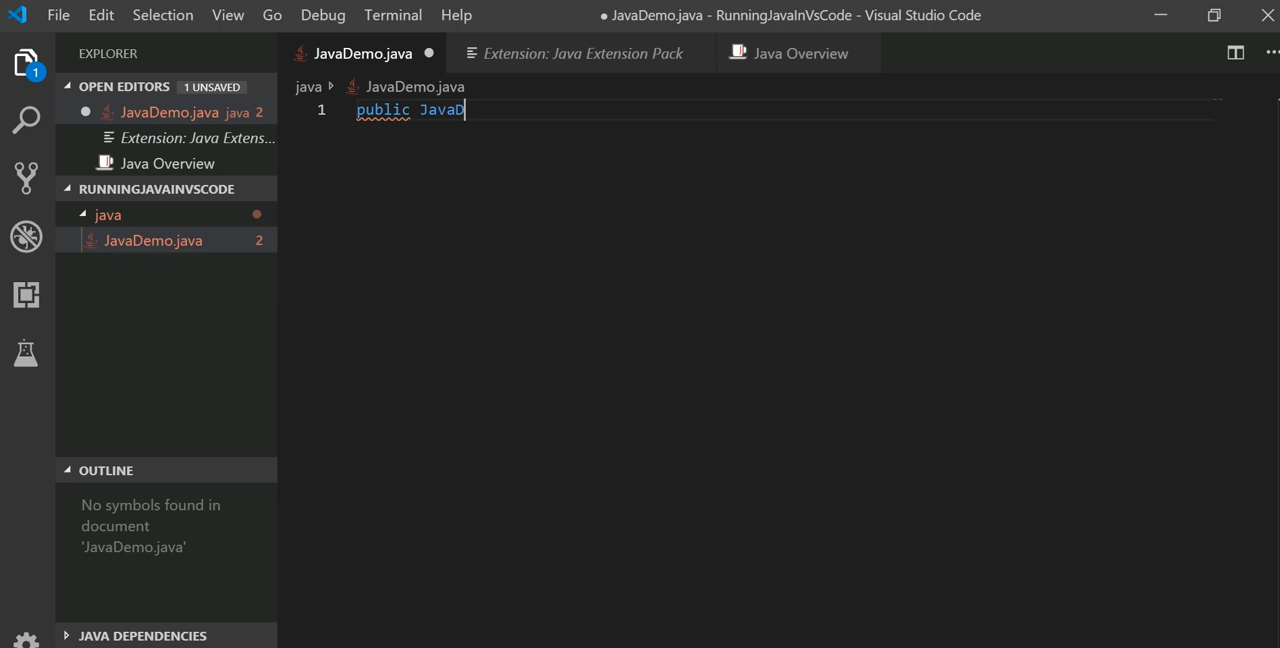 File Edit Selection View Go Debug Terminal Help
● JavaDemo.java - RunningJavaInVsCode - Visual Studio Code
1
EXPLORER
OPEN EDITORS 1 UNSAVED
JavaDemo.java java 2
Extension: Java Extens...
Java Overview
RUNNINGJAVAINVSCODE
java
JavaDemo.java 2
OUTLINE
No symbols found in
document
'JavaDemo.java'
JAVA DEPENDENCIES
JavaDemo.java Extension: Java Extension Pack Java Overview
java JavaDemo.java
1 public JavaD